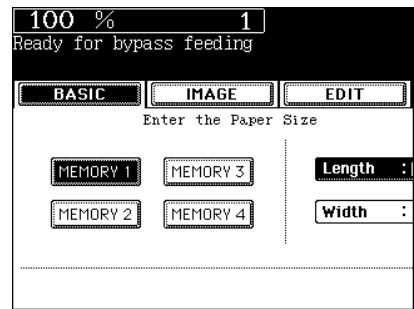 100 % 1
Ready for bypass feeding
BASIC IMAGE EDIT
Enter the Paper Size
MEMORY 1 MEMORY 3 Length :
MEMORY 2 MEMORY 4 Width :